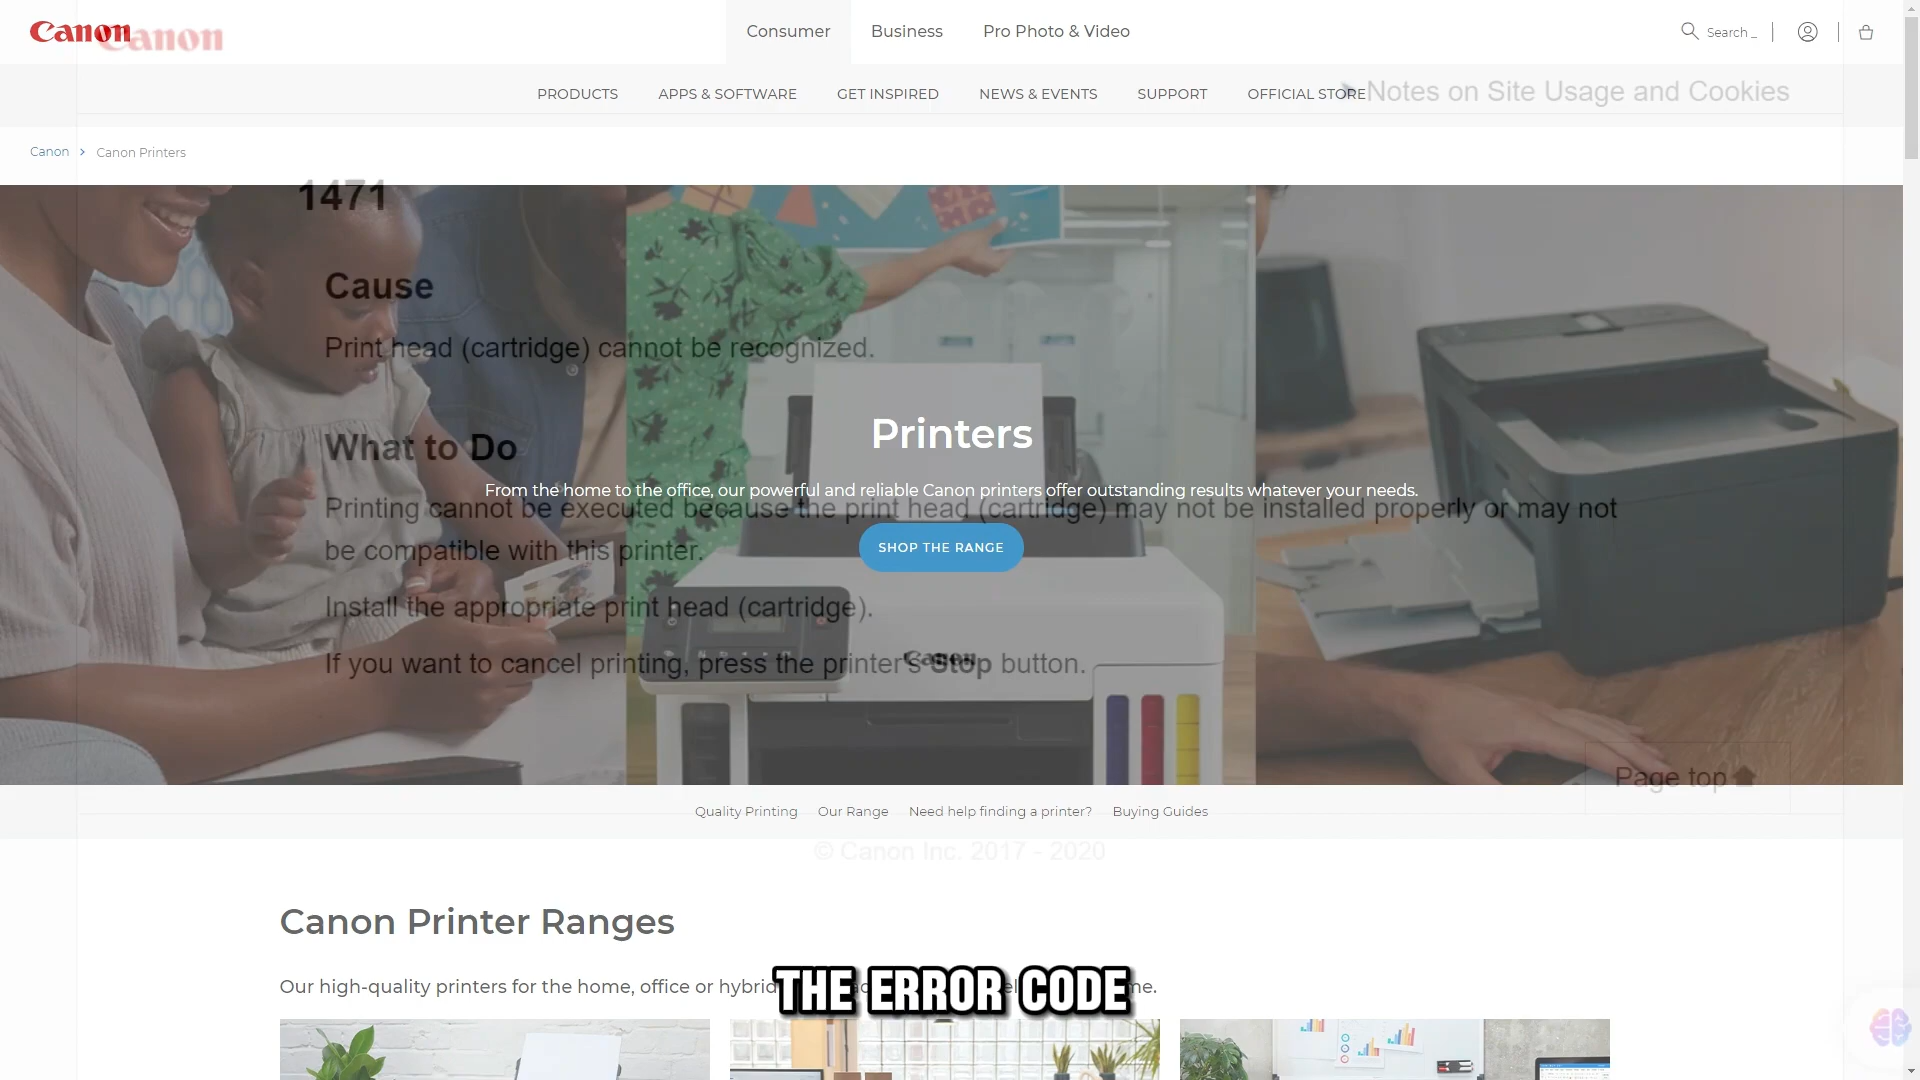 Canon
Canon
Consumer
Business
Pro Photo & Video
Search _
PRODUCTS
APPS & SOFTWARE
GET INSPIRED
NEWS & EVENTS
SUPPORT
OFFICIAL STORE
Notes on Site Usage and Cookies
Canon
Canon Printers
1471
Cause
Print head (cartridge) cannot be recognized.
Printers
What to Do
From the home to the office, our powerful and reliable Canon printers offer outstanding results whatever your needs.
Printing cannot be executed because the print head (cartridge) may not be installed properly or may not
be compatible with this printer.
SHOP THE RANGE
Install the appropriate print head (cartridge).
If you want to cancel printing, press the printer's Stop button.
Canon
Page top
Quality Printing
Our Range
Need help finding a printer?
Buying Guides
© Canon Inc. 2017 - 2020
Canon Printer Ranges
Our high-quality printers for the home, office or hybrid
THE ERROR CODE